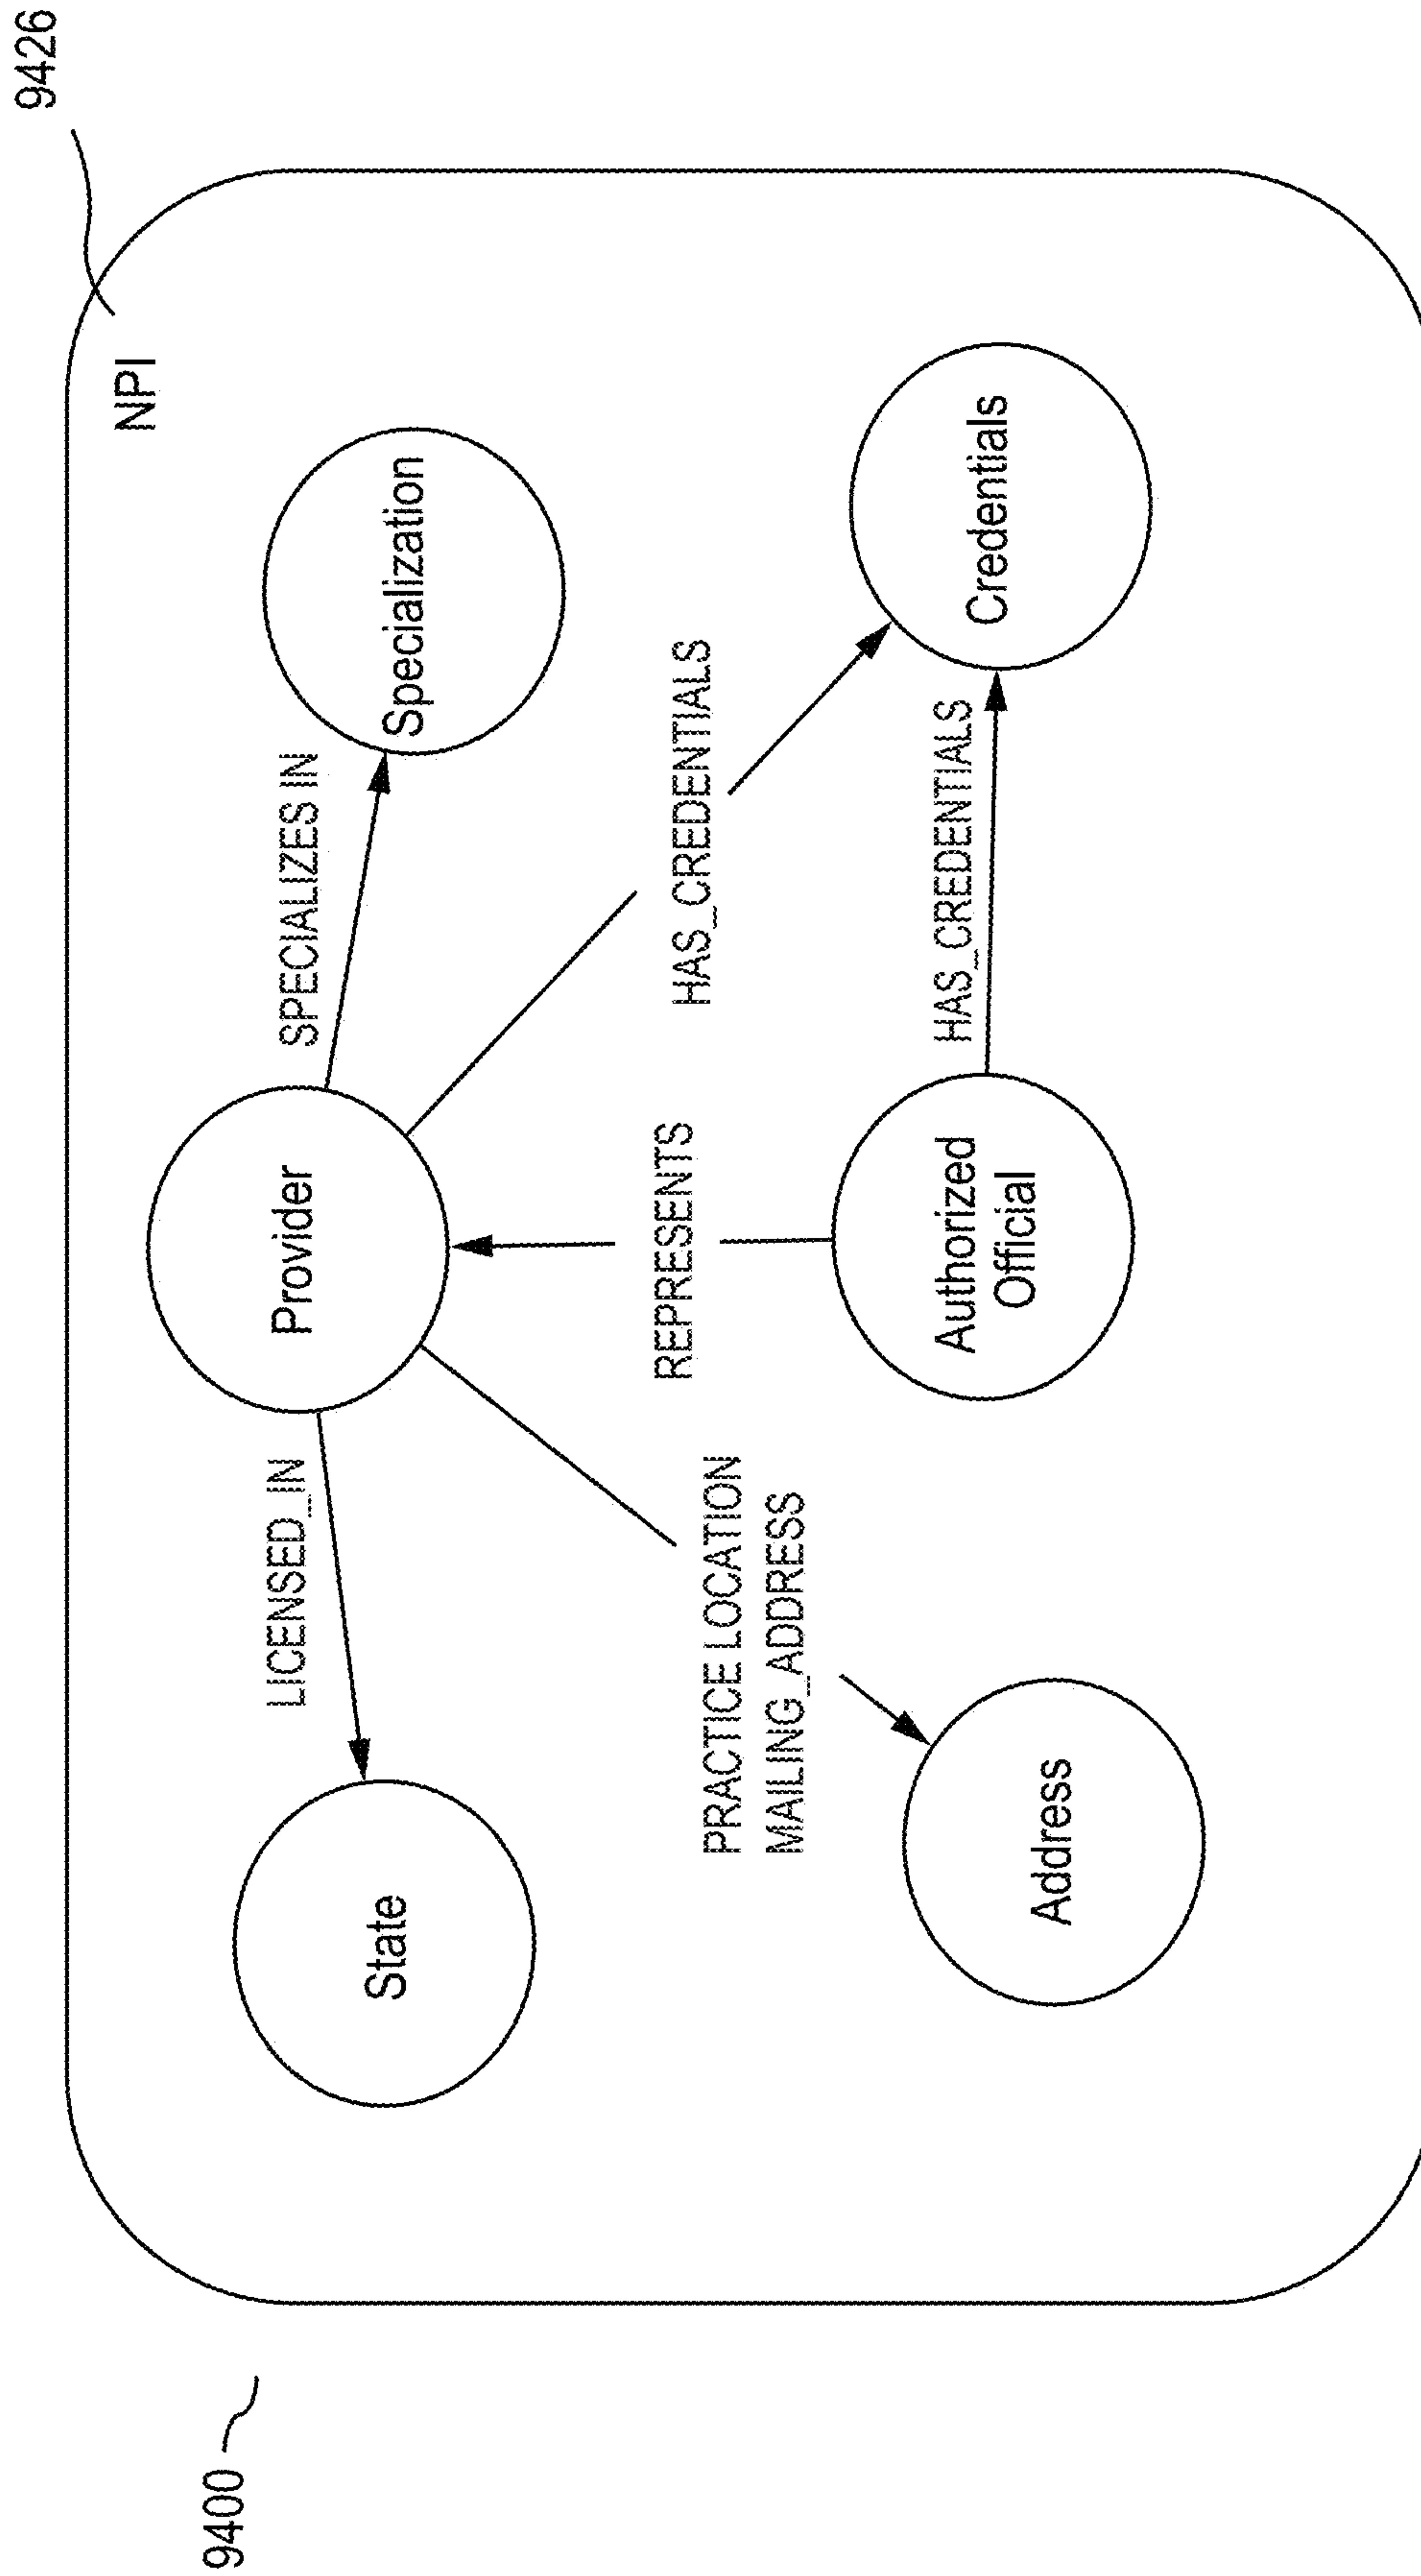 9400
9426
NPI
Provider
LICENSED_IN
SPECIALIZES IN
State
Specialization
REPRESENTS
HAS_CREDENTIALS
PRACTICE LOCATION
MAILING_ADDRESS
HAS_CREDENTIALS
Authorized
Official
Credentials
Address